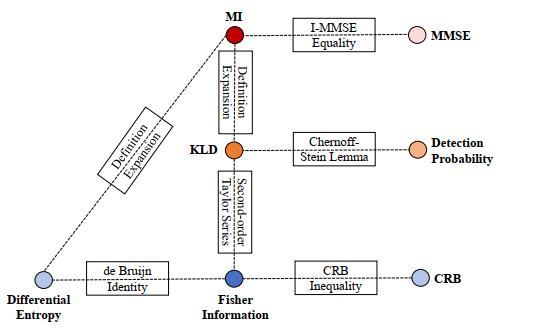 MI
I-MMSE
Equality
MMSE
Definition
Expansion
Definition
Expansion
KLD
Chernoff-
Stein Lemma
Detection
Probability
Second-order
Taylor Series
de Bruijn
Identity
CRB
Inequality
CRB
Differential
Entropy
Fisher
Information